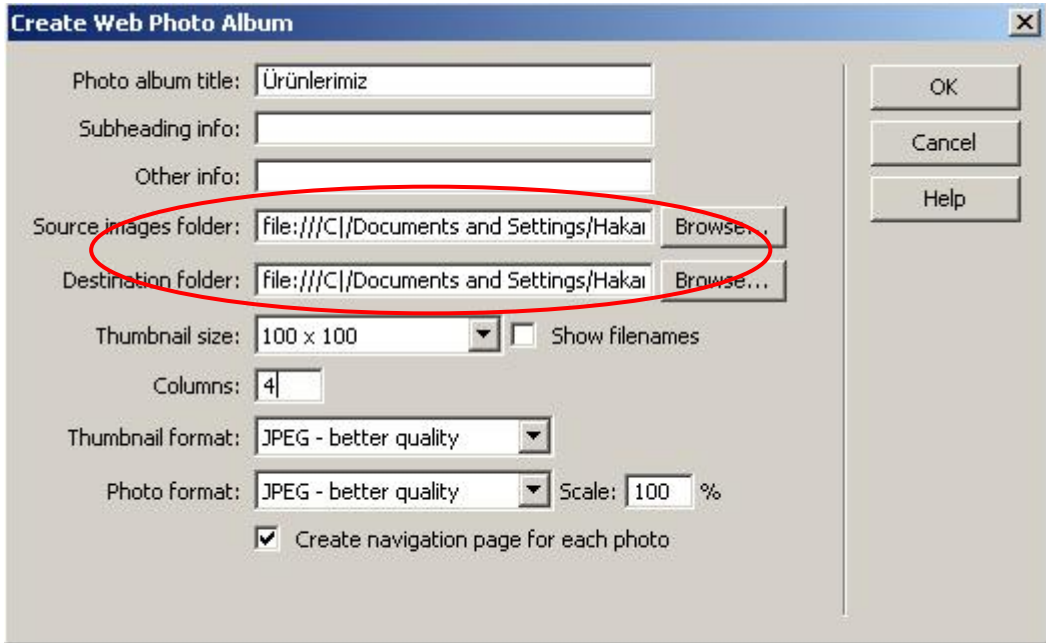 Create Web Photo Album
Photo album title: Ürünlerimiz
OK
Subheading info:
Cancel
Other info:
Help
Source images folder: file:///C|/Documents and Settings/Hakan Browse...
Destination folder: file:///C|/Documents and Settings/Hakan Browse...
Thumbnail size: 100 x 100 Show filenames
Columns: 4
Thumbnail format: JPEG - better quality
Photo format: JPEG - better quality Scale: 100 %
Create navigation page for each photo